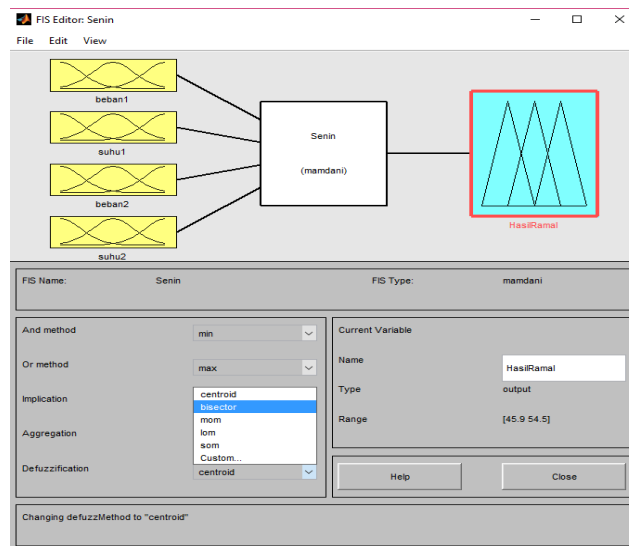 FIS Editor: Senin
File Edit View
beban1
suhu1
beban2
suhu2
Senin
(mamdani)
HasilRamal
FIS Name: Senin FIS Type: mamdani
And method min
Or method max
Implication
Aggregation
Defuzzification centroid
centroid
bisector
mom
lom
som
Custom...
Current Variable
Name HasilRamal
Type output
Range [45.9 54.5]
Help Close
Changing defuzzMethod to "centroid"